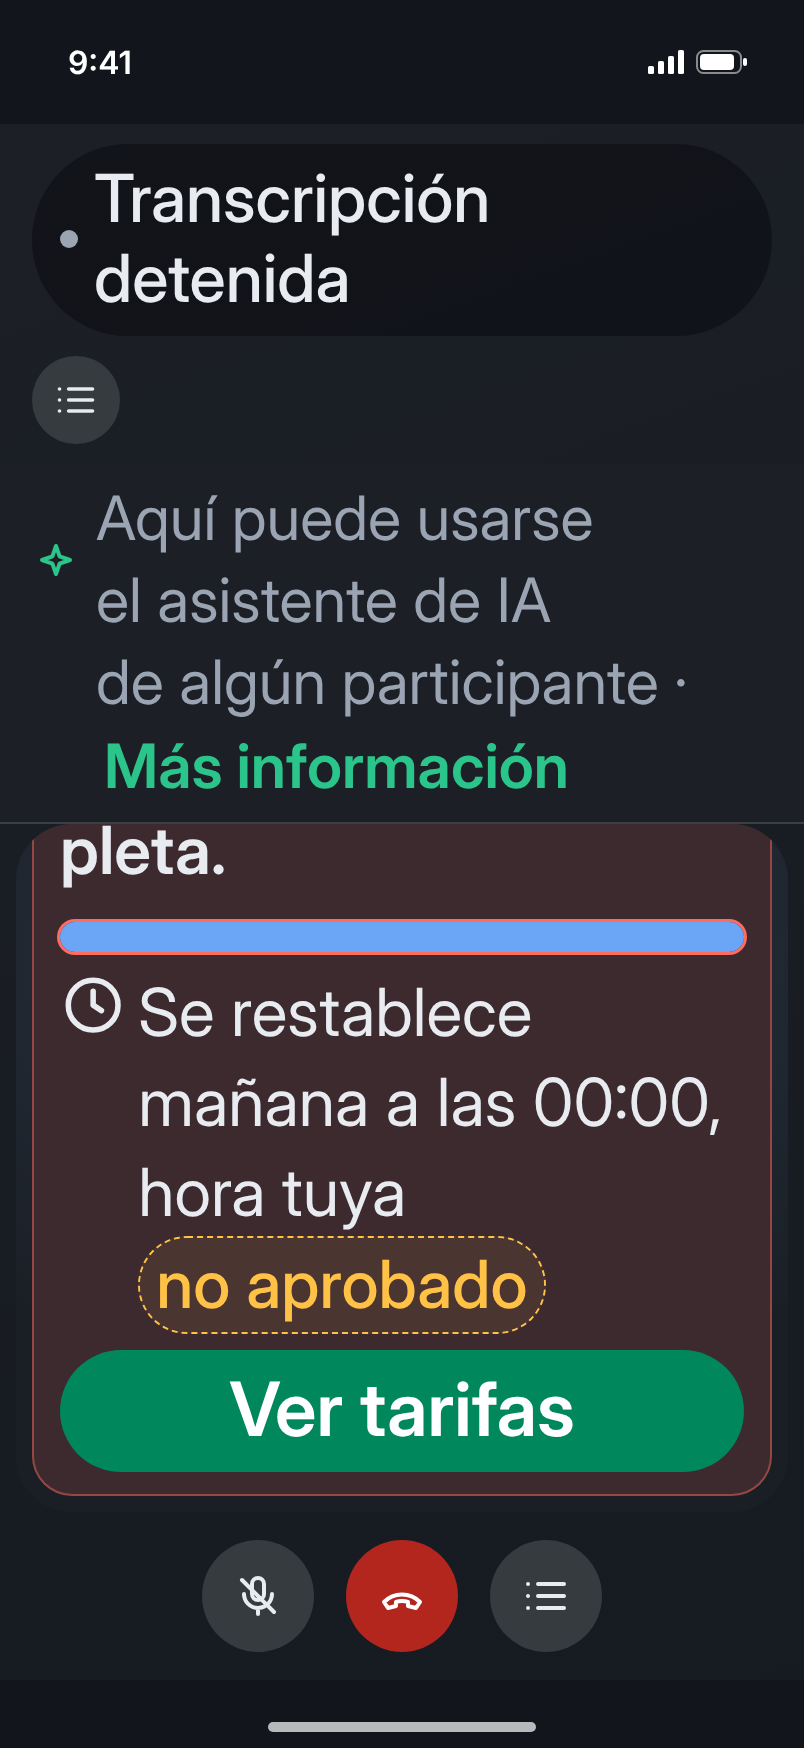 9:41
Transcripción
detenida
Aquí puede usarse
el asistente de IA
de algún participante ·
Más información
pleta.
Se restablece
mañana a las 00:00,
hora tuya
no aprobado
Ver tarifas